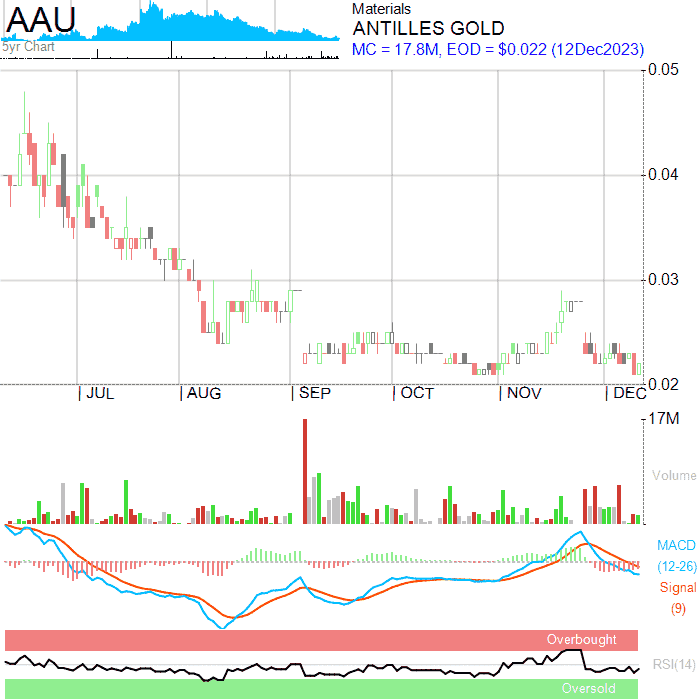 AAU
5yr Chart
Materials
ANTILLES GOLD
MC = 17.8M, EOD = $0.022 (12Dec2023)
0.05
0.04
0.03
0.02
JUL AUG SEP OCT NOV DEC
17M
Volume
MACD
(12-26)
Signal
(9)
Overbought
RSI(14)
Oversold